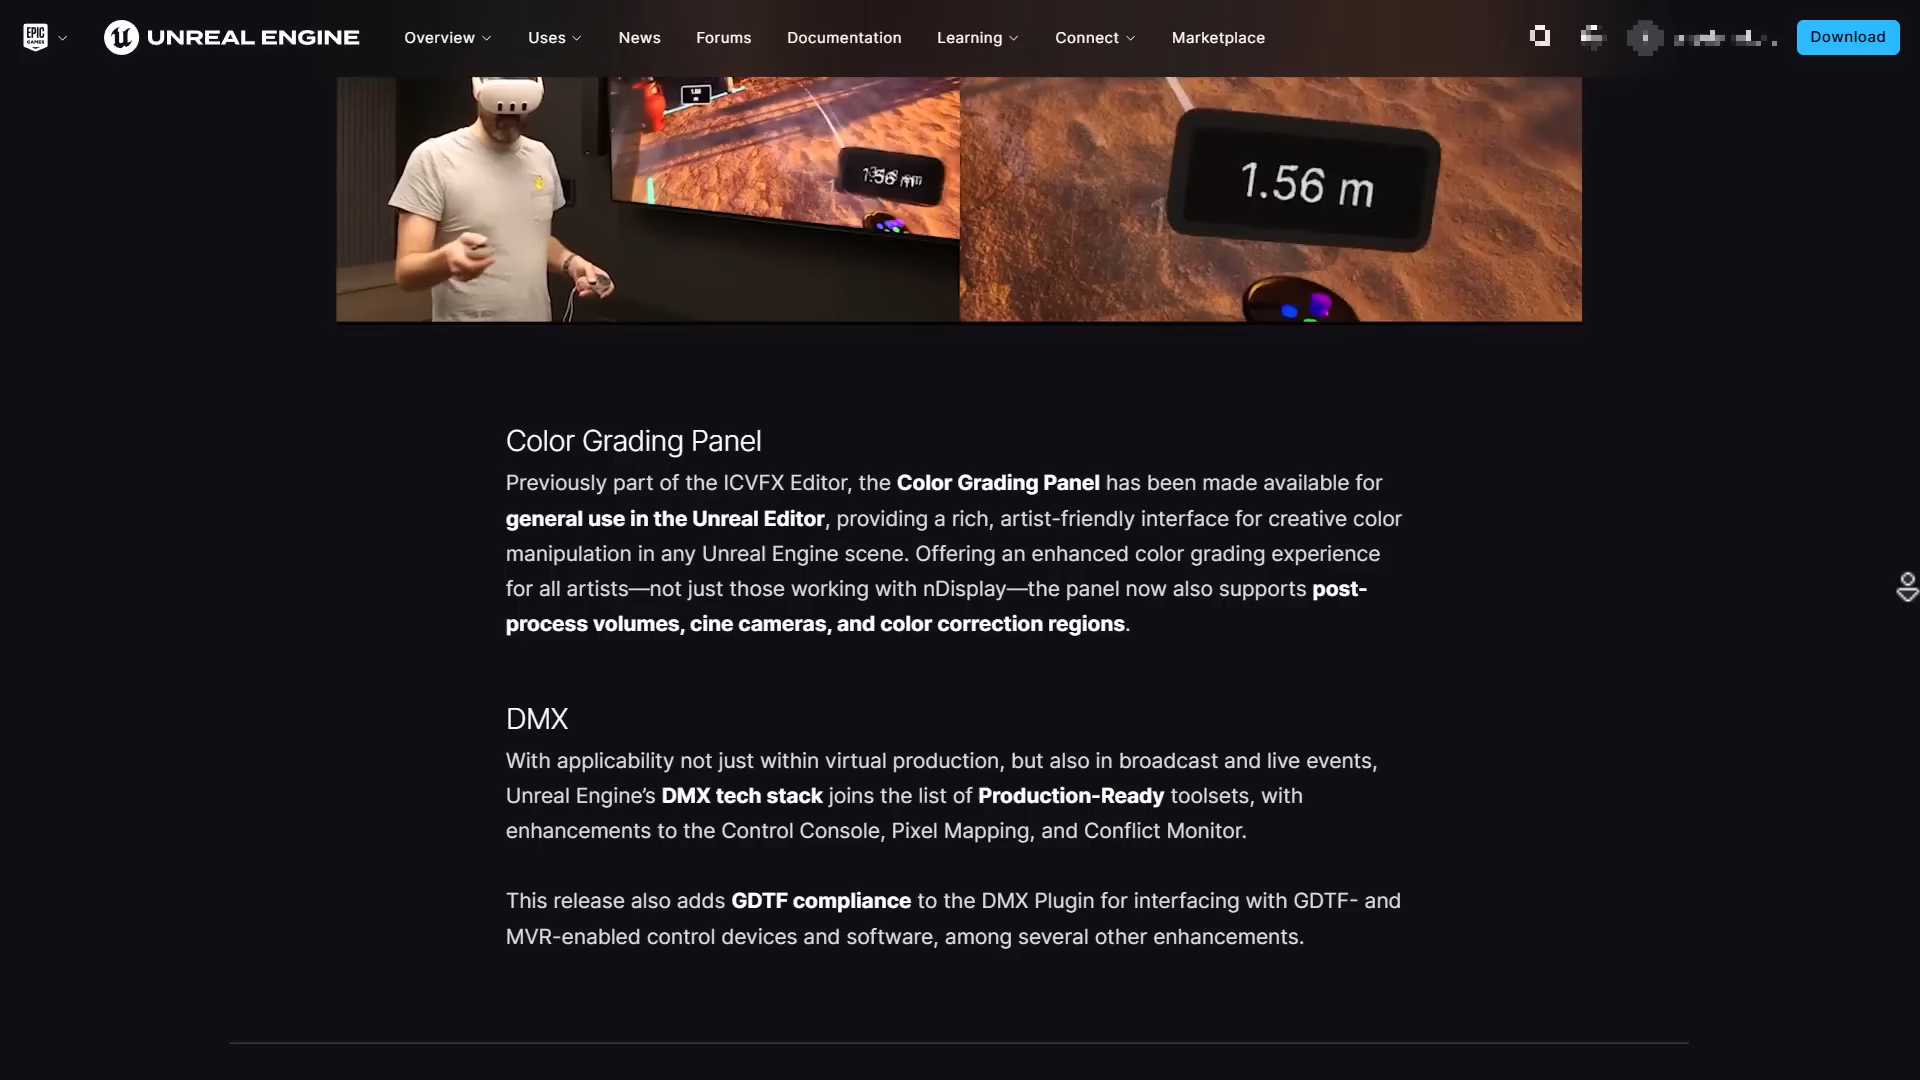 EPIC GAMES
UNREAL ENGINE
Overview
Uses
News
Forums
Documentation
Learning
Connect
Marketplace
Download
1.56 m
Color Grading Panel
Previously part of the ICVFX Editor, the Color Grading Panel has been made available for
general use in the Unreal Editor, providing a rich, artist-friendly interface for creative color
manipulation in any Unreal Engine scene. Offering an enhanced color grading experience
for all artists—not just those working with nDisplay—the panel now also supports post-
process volumes, cine cameras, and color correction regions.
DMX
With applicability not just within virtual production, but also in broadcast and live events,
Unreal Engine’s DMX tech stack joins the list of Production-Ready toolsets, with
enhancements to the Control Console, Pixel Mapping, and Conflict Monitor.
This release also adds GDTF compliance to the DMX Plugin for interfacing with GDTF- and
MVR-enabled control devices and software, among several other enhancements.